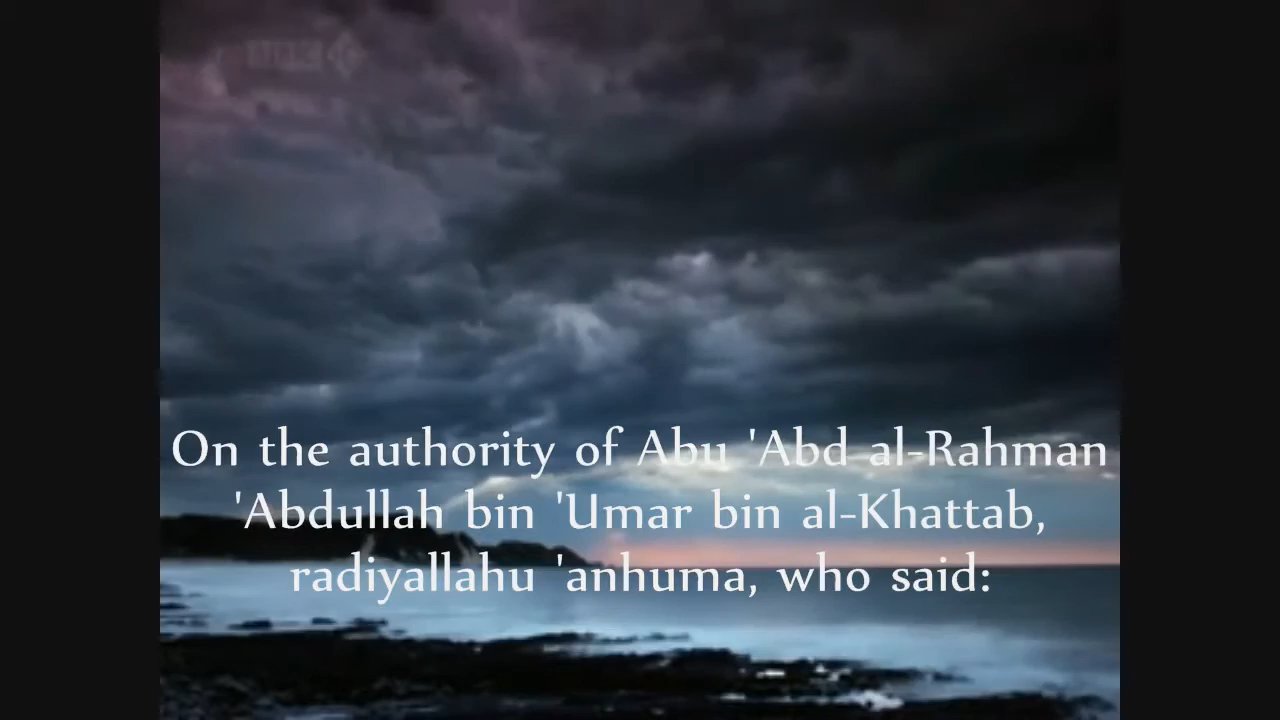 On the authority of Abu 'Abd al-Rahman
'Abdullah bin 'Umar bin al-Khattab,
radiyallahu 'anhuma, who said: